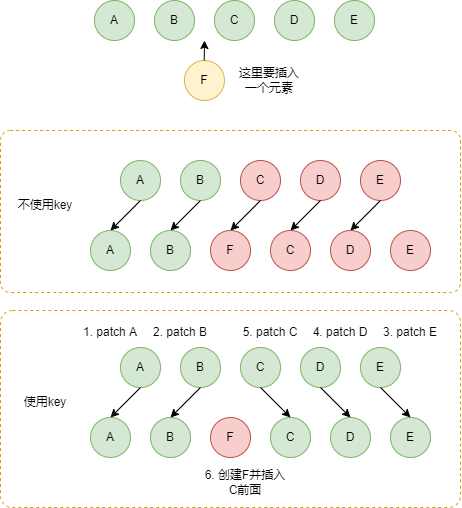 A B C D E
F
这里要插入
一个元素
不使用key
A B C D E
A B F C D E
使用key
1. patch A 2. patch B 5. patch C 4. patch D 3. patch E
A B C D E
A B F C D E
6. 创建F并插入
C前面